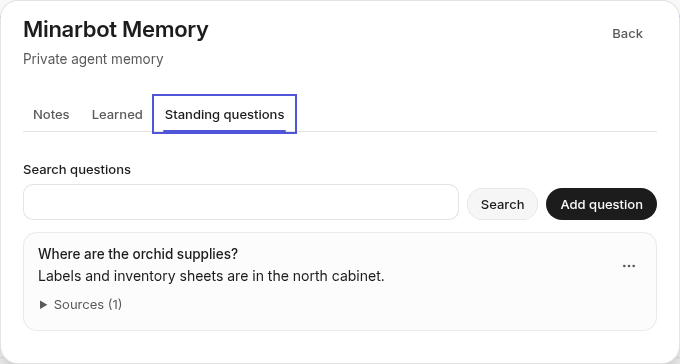 Minarbot Memory
Back
Private agent memory
Notes
Learned
Standing questions
Search questions
Search
Add question
Where are the orchid supplies?
Labels and inventory sheets are in the north cabinet.
Sources (1)